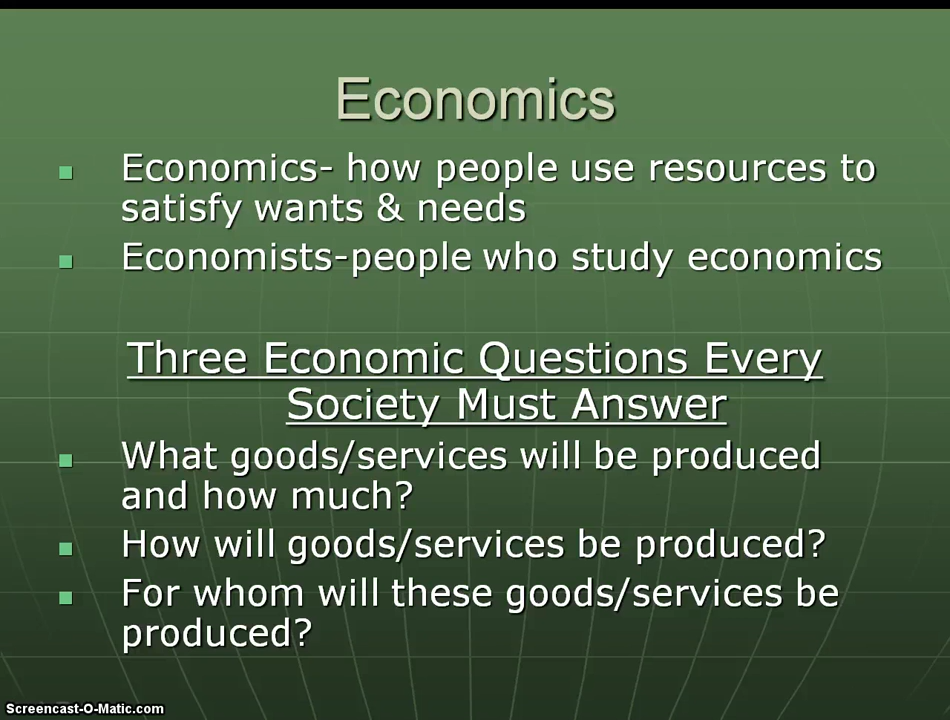 Economics
Economics- how people use resources to
satisfy wants & needs
Economists-people who study economics
Three Economic Questions Every
Society Must Answer
What goods/services will be produced
and how much?
How will goods/services be produced?
For whom will these goods/services be
produced?
Screencast-O-Matic.com